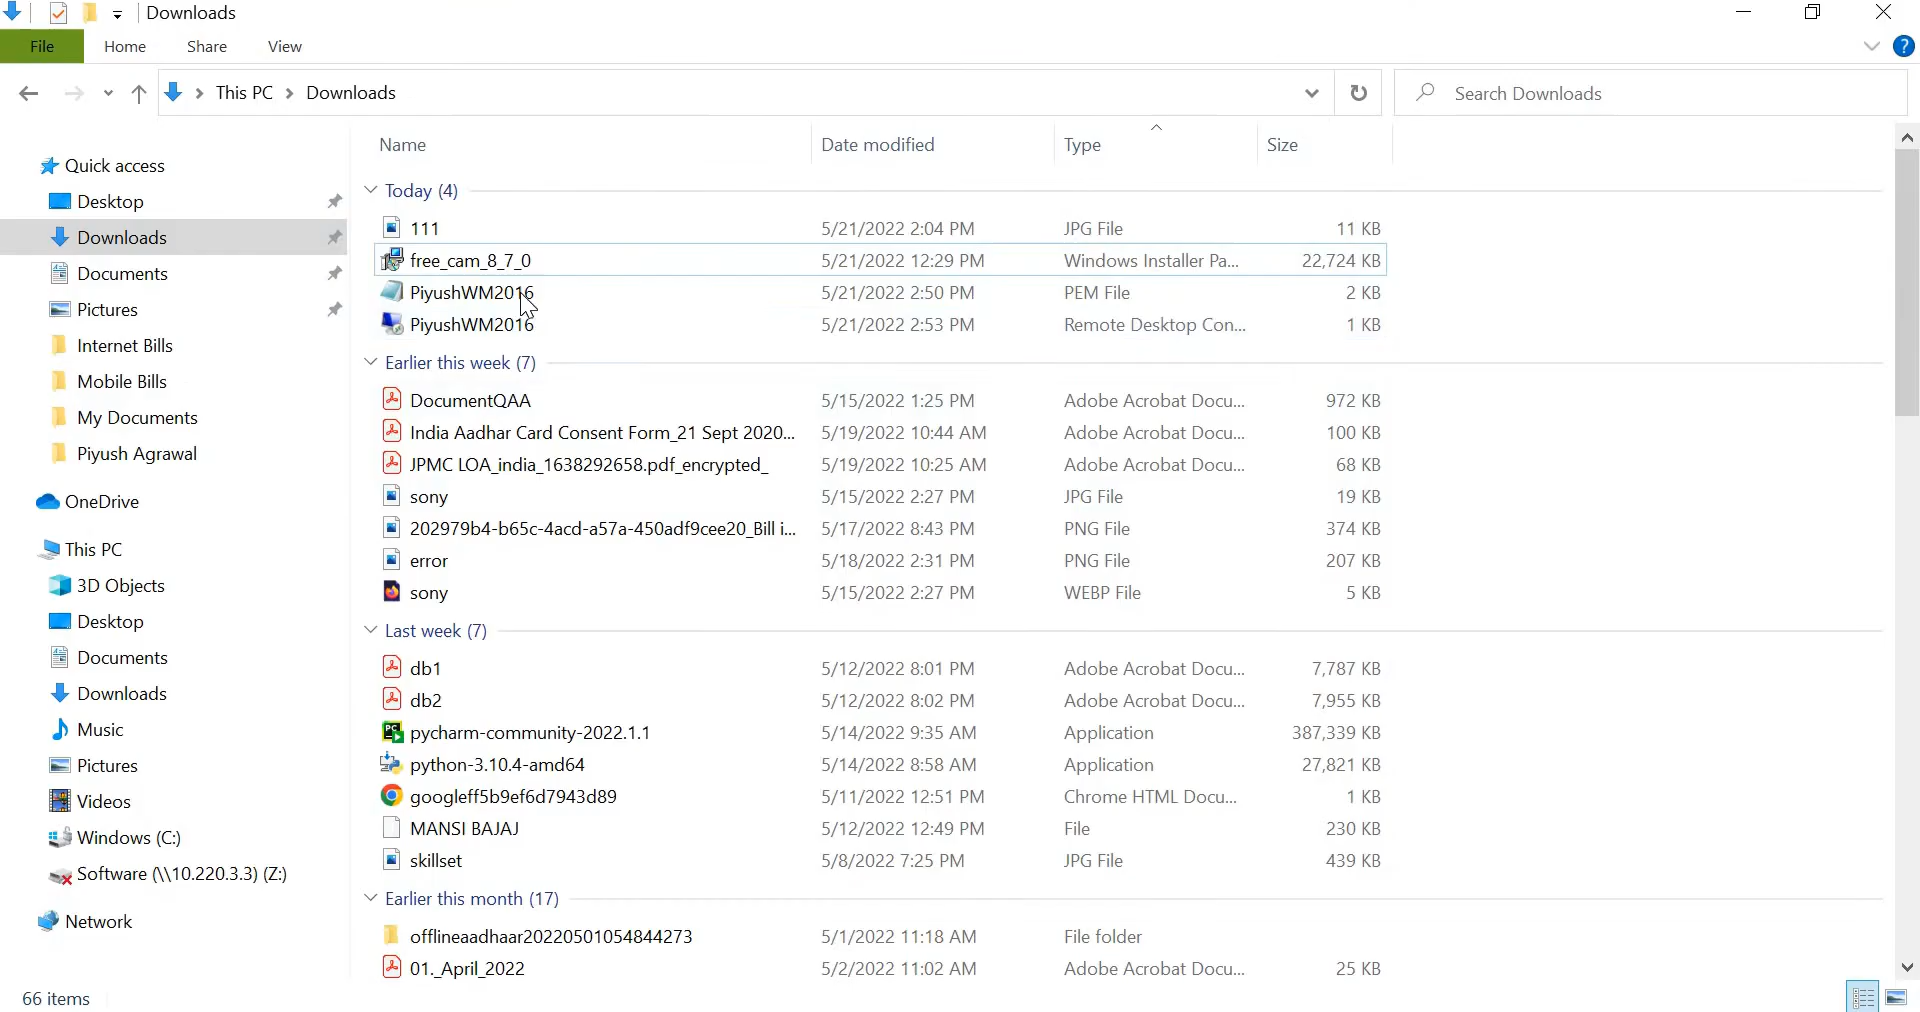 Downloads
File Home Share View
This PC Downloads Search Downloads
Name Date modified Type Size
Quick access
Desktop
Downloads
Documents
Pictures
Internet Bills
Mobile Bills
My Documents
Piyush Agrawal
OneDrive
This PC
3D Objects
Desktop
Documents
Downloads
Music
Pictures
Videos
Windows (C:)
Software (\\10.220.3.3) (Z:)
Network
Today (4)
111 5/21/2022 2:04 PM JPG File 11 KB
free_cam_8_7_0 5/21/2022 12:29 PM Windows Installer Pa... 22,724 KB
PiyushWM2016 5/21/2022 2:50 PM PEM File 2 KB
PiyushWM2016 5/21/2022 2:53 PM Remote Desktop Con... 1 KB
Earlier this week (7)
DocumentQAA 5/15/2022 1:25 PM Adobe Acrobat Docu... 972 KB
India Aadhar Card Consent Form_21 Sept 2020... 5/19/2022 10:44 AM Adobe Acrobat Docu... 100 KB
JPMC LOA_india_1638292658.pdf_encrypted_ 5/19/2022 10:25 AM Adobe Acrobat Docu... 68 KB
sony 5/15/2022 2:27 PM JPG File 19 KB
202979b4-b65c-4acd-a57a-450adf9cee20_Bill i... 5/17/2022 8:43 PM PNG File 374 KB
error 5/18/2022 2:31 PM PNG File 207 KB
sony 5/15/2022 2:27 PM WEBP File 5 KB
Last week (7)
db1 5/12/2022 8:01 PM Adobe Acrobat Docu... 7,787 KB
db2 5/12/2022 8:02 PM Adobe Acrobat Docu... 7,955 KB
pycharm-community-2022.1.1 5/14/2022 9:35 AM Application 387,339 KB
python-3.10.4-amd64 5/14/2022 8:58 AM Application 27,821 KB
googleff5b9ef6d7943d89 5/11/2022 12:51 PM Chrome HTML Docu... 1 KB
MANSI BAJAJ 5/12/2022 12:49 PM File 230 KB
skillset 5/8/2022 7:25 PM JPG File 439 KB
Earlier this month (17)
offlineaadhaar20220501054844273 5/1/2022 11:18 AM File folder
01._April_2022 5/2/2022 11:02 AM Adobe Acrobat Docu... 25 KB
66 items